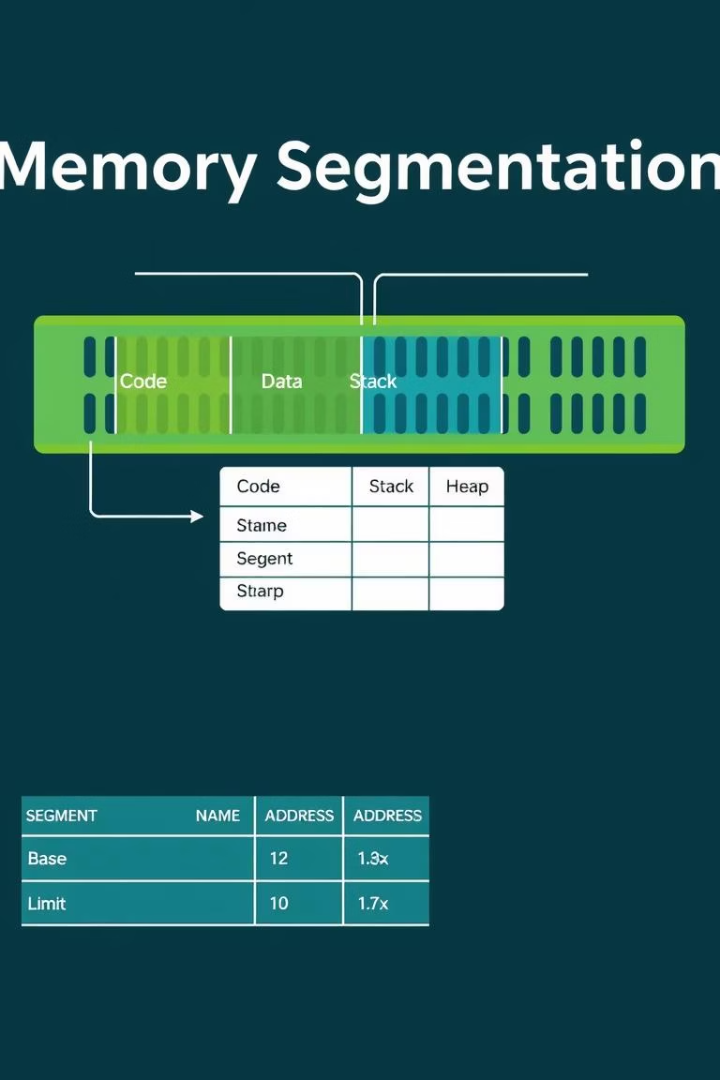 Memory Segmentation
Code Data Stack
Code Stack Heap
Stame
Segent
Starp
SEGMENT NAME ADDRESS ADDRESS
Base 12 1.3x
Limit 10 1.7x